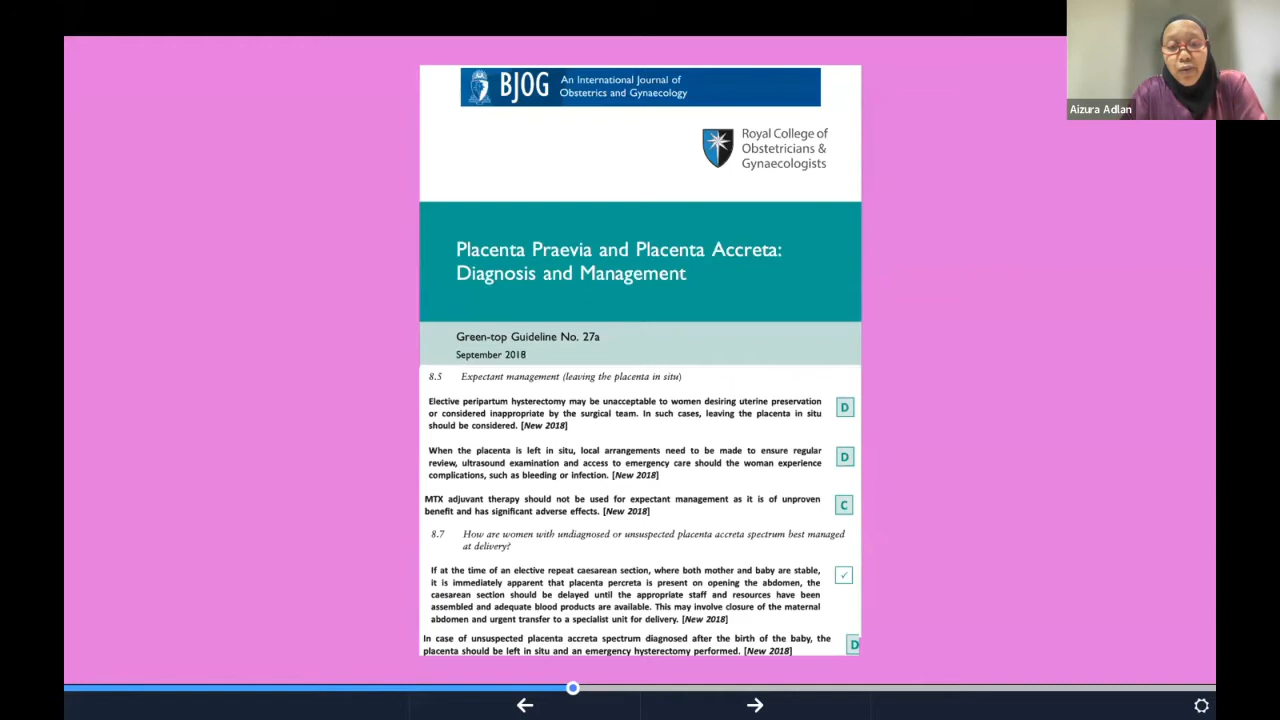 BJOG An International Journal of
Obstetrics and Gynaecology
Aizura Adlan
Royal College of
Obstetricians &
Gynaecologists
Placenta Praevia and Placenta Accreta:
Diagnosis and Management
Green-top Guideline No. 27a
September 2018
8.5 Expectant management (leaving the placenta in situ)
Elective peripartum hysterectomy may be unacceptable to women desiring uterine preservation D
or considered inappropriate by the surgical team. In such cases, leaving the placenta in situ
should be considered. [New 2018]
When the placenta is left in situ, local arrangements need to be made to ensure regular D
review, ultrasound examination and access to emergency care should the woman experience
complications, such as bleeding or infection. [New 2018]
MTX adjuvant therapy should not be used for expectant management as it is of unproven C
benefit and has significant adverse effects. [New 2018]
8.7 How are women with undiagnosed or unsuspected placenta accreta spectrum best managed
at delivery?
If at the time of an elective repeat caesarean section, where both mother and baby are stable, ✓
it is immediately apparent that placenta percreta is present on opening the abdomen, the
caesarean section should be delayed until the appropriate staff and resources have been
assembled and adequate blood products are available. This may involve closure of the maternal
abdomen and urgent transfer to a specialist unit for delivery. [New 2018]
In case of unsuspected placenta accreta spectrum diagnosed after the birth of the baby, the D
placenta should be left in situ and an emergency hysterectomy performed. [New 2018]